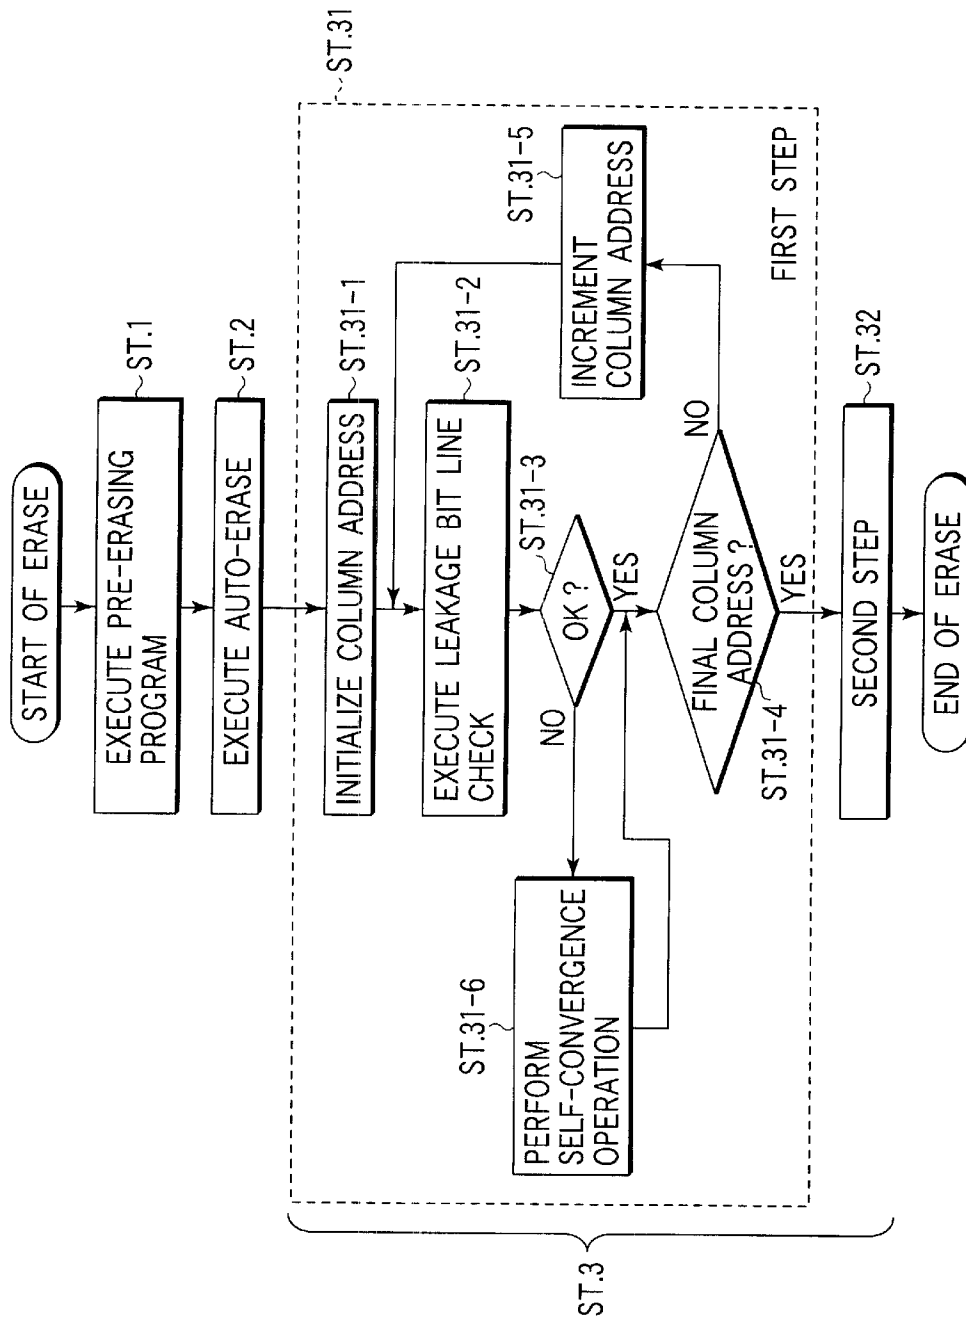 START OF ERASE
EXECUTE PRE-ERASING
PROGRAM
ST.1
EXECUTE AUTO-ERASE
ST.2
ST.31
INITIALIZE COLUMN ADDRESS
ST.31-1
EXECUTE LEAKAGE BIT LINE
CHECK
ST.31-2
INCREMENT
COLUMN ADDRESS
ST.31-5
OK ?
ST.31-3
NO
YES
PERFORM
SELF-CONVERGENCE
OPERATION
ST.31-6
FINAL COLUMN
ADDRESS ?
ST.31-4
NO
YES
FIRST STEP
SECOND STEP
ST.32
ST.3
END OF ERASE